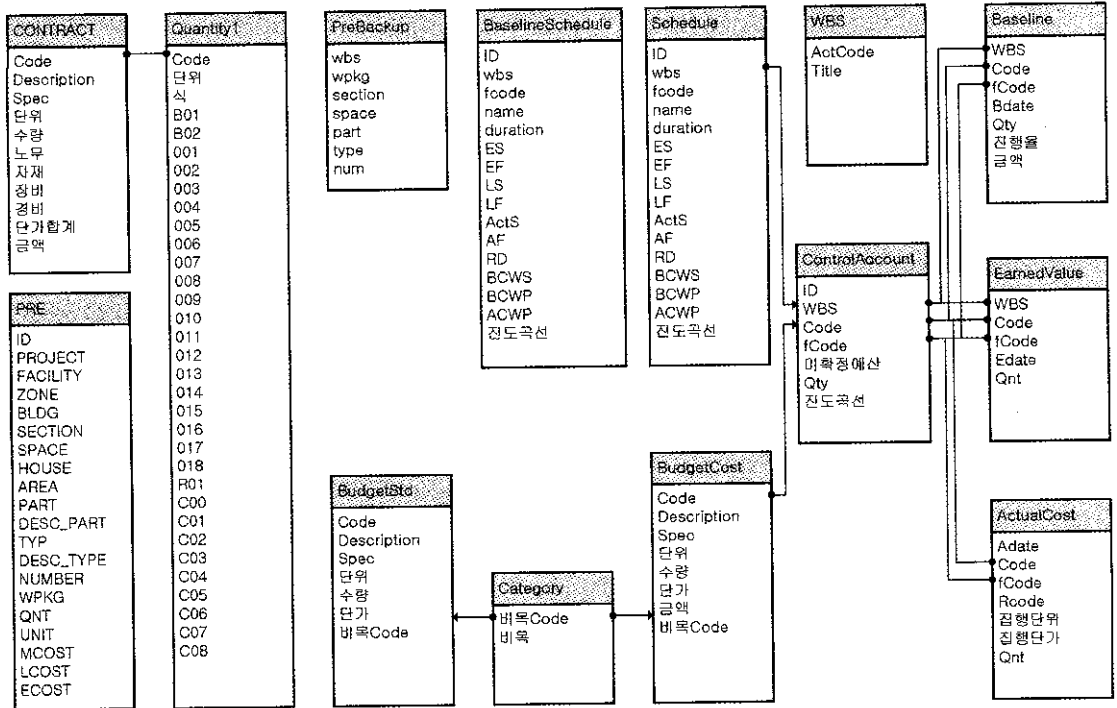 CONTRACT
Code
Description
Spec
단위
수량
노무
자재
장비
경비
단가합계
금액
Quantity1
Code
단위
식
B01
B02
001
002
003
004
005
006
007
008
009
010
011
012
013
014
015
016
017
018
R01
C00
C01
C02
C03
C04
C05
C06
C07
C08
PreBackup
wbs
wpkg
section
space
part
type
num
BaselineSchedule
ID
wbs
fcode
name
duration
ES
EF
LS
LF
ActS
AF
RD
BCWS
BCWP
ACWP
진도곡선
Schedule
ID
wbs
fcode
name
duration
ES
EF
LS
LF
ActS
AF
RD
BCWS
BCWP
ACWP
진도곡선
WBS
ActCode
Title
Baseline
WBS
Code
fCode
Bdate
Qty
진행율
금액
PRE
ID
PROJECT
FACILITY
ZONE
BLDG
SECTION
SPACE
HOUSE
AREA
PART
DESC_PART
TYP
DESC_TYPE
NUMBER
WPKG
QNT
UNIT
MCOST
LCOST
ECOST
ControlAccount
ID
WBS
Code
fCode
미확정예산
Qty
진도곡선
EarnedValue
WBS
Code
fCode
Edate
Qnt
BudgetStd
Code
Description
Spec
단위
수량
단가
비목Code
Category
비목Code
비목
BudgetCost
Code
Description
Spec
단위
수량
단가
금액
비목Code
ActualCost
Adate
Code
fCode
Rcode
집행단위
집행단가
Qnt